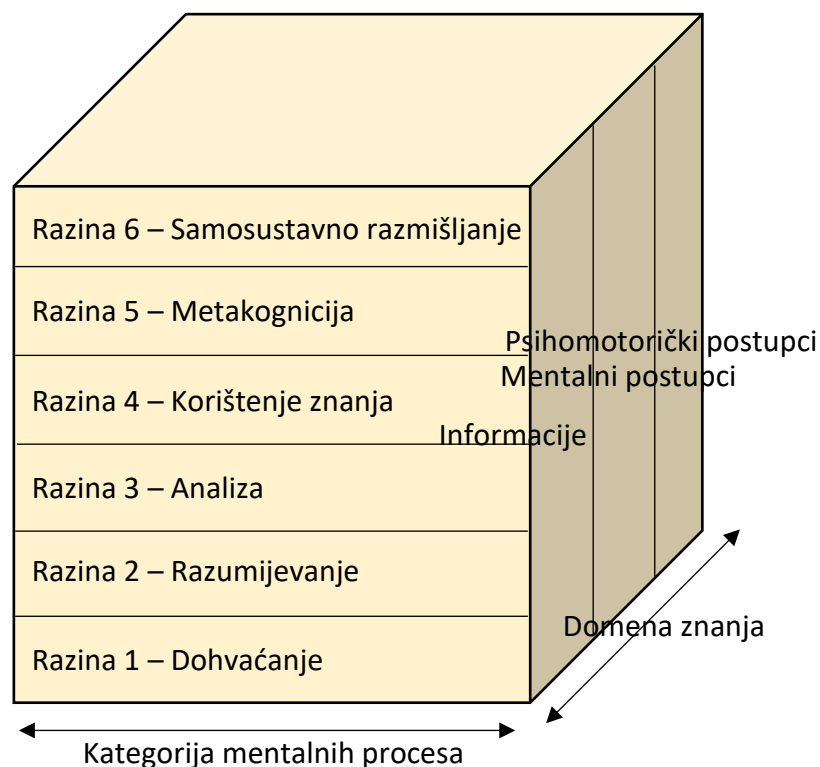 Razina 6 – Samosustavno razmišljanje
Razina 5 – Metakognicija
Razina 4 – Korištenje znanja
Razina 3 – Analiza
Razina 2 – Razumijevanje
Razina 1 – Dohvaćanje
Psihomotorički postupci
Mentalni postupci
Informacije
Domena znanja
Kategorija mentalnih procesa